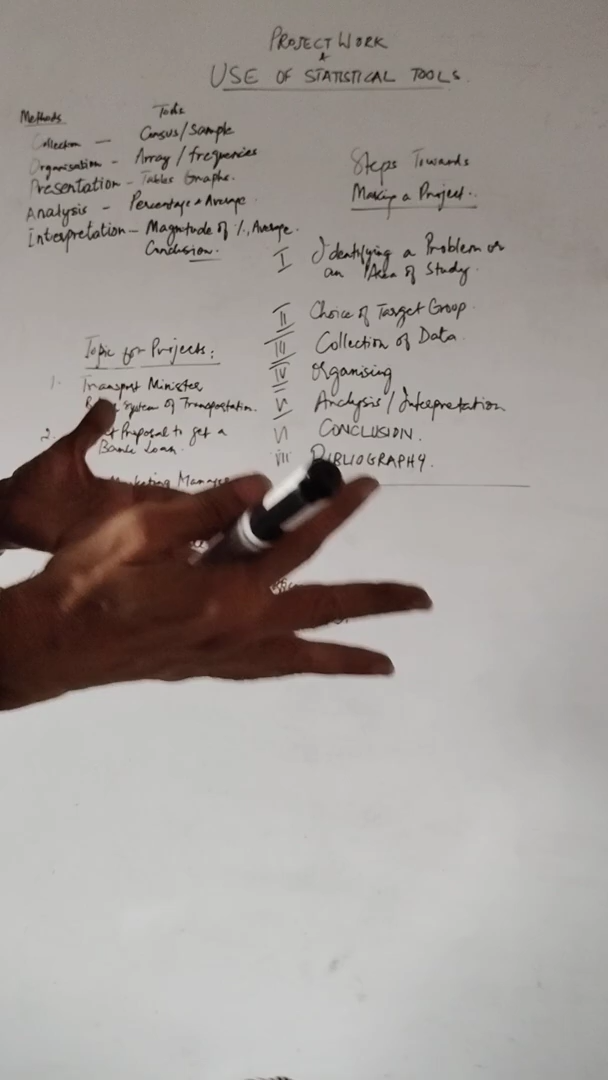 PROJECT WORK
&
USE OF STATISTICAL TOOLS.
Methods Tools
Collection — Census/Sample
Organisation - Array/frequencies
Presentation - Tables Graphs.
Analysis - Percentage & Average
Interpretation - Magnitude of %, Average.
Conclusion.
Steps Towards
Making a Project.
I Identifying a Problem or
an Area of Study.
II Choice of Target Group.
III Collection of Data.
IV Organising
V Analysis/Interpretation
VI CONCLUSION.
VII BIBLIOGRAPHY.
Topic for Projects:
1. Transport Minister
system of Transportation.
2. Proposal to get a
Bank Loan.
Marketing Manager